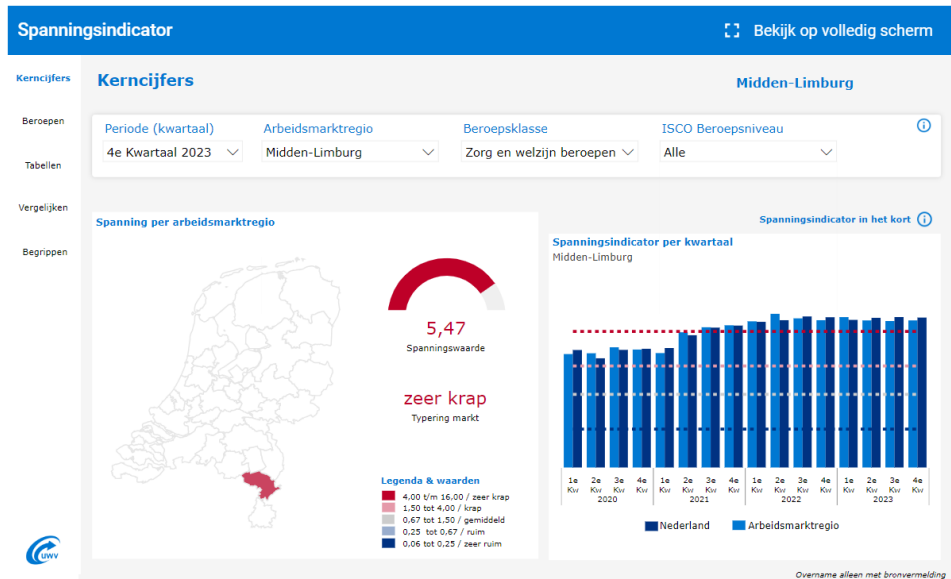 Spanningsindicator
Bekijk op volledig scherm
Kerncijfers
Beroepen
Tabellen
Vergelijken
Begrippen
Kerncijfers
Midden-Limburg
Periode (kwartaal)
4e Kwartaal 2023
Arbeidsmarktregio
Midden-Limburg
Beroepsklasse
Zorg en welzijn beroepen
ISCO Beroepsniveau
Alle
Spanning per arbeidsmarktregio
5,47
Spanningswaarde
zeer krap
Typering markt
Legenda & waarden
4,00 t/m 16,00 / zeer krap
1,50 tot 4,00 / krap
0,67 tot 1,50 / gemiddeld
0,25 tot 0,67 / ruim
0,06 tot 0,25 / zeer ruim
Spanningsindicator in het kort
Spanningsindicator per kwartaal
Midden-Limburg
1e 2e 3e 4e 1e 2e 3e 4e 1e 2e 3e 4e 1e 2e 3e 4e
Kw Kw Kw Kw Kw Kw Kw Kw Kw Kw Kw Kw Kw Kw Kw Kw
2020 2021 2022 2023
Nederland Arbeidsmarktregio
uwv
Overname alleen met bronvermelding